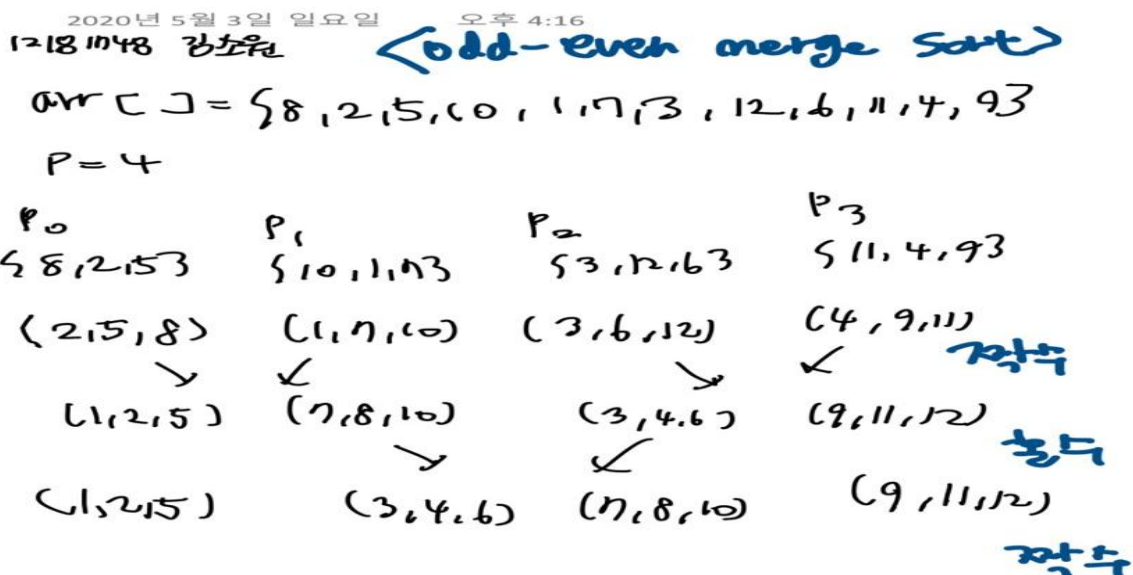 2020년 5월 3일 일요일 오후 4:16
12181748 김소원 <odd-even merge sort>
arr[]={8,2,5,10,1,7,3,12,6,11,4,9}
P=4
P0 P1 P2 P3
{8,2,5} {10,1,7} {3,12,6} {11,4,9}
(2,5,8) (1,7,10) (3,6,12) (4,9,11)
짝수
(1,2,5) (7,8,10) (3,4,6) (9,11,12)
홀수
(1,2,5) (3,4,6) (7,8,10) (9,11,12)
짝수